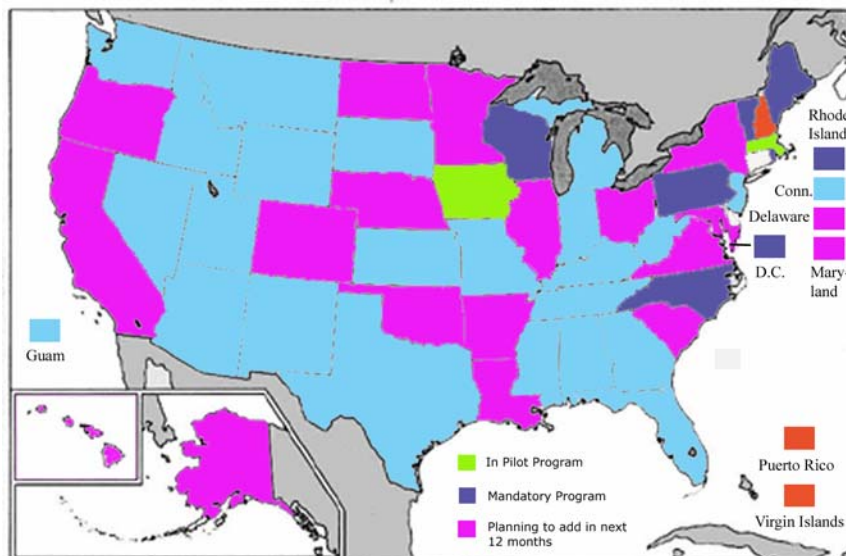 Rhode
Island
Conn.
Delaware
D.C.
Mary-
land
Guam
In Pilot Program
Mandatory Program
Planning to add in next
12 months
Puerto Rico
Virgin Islands